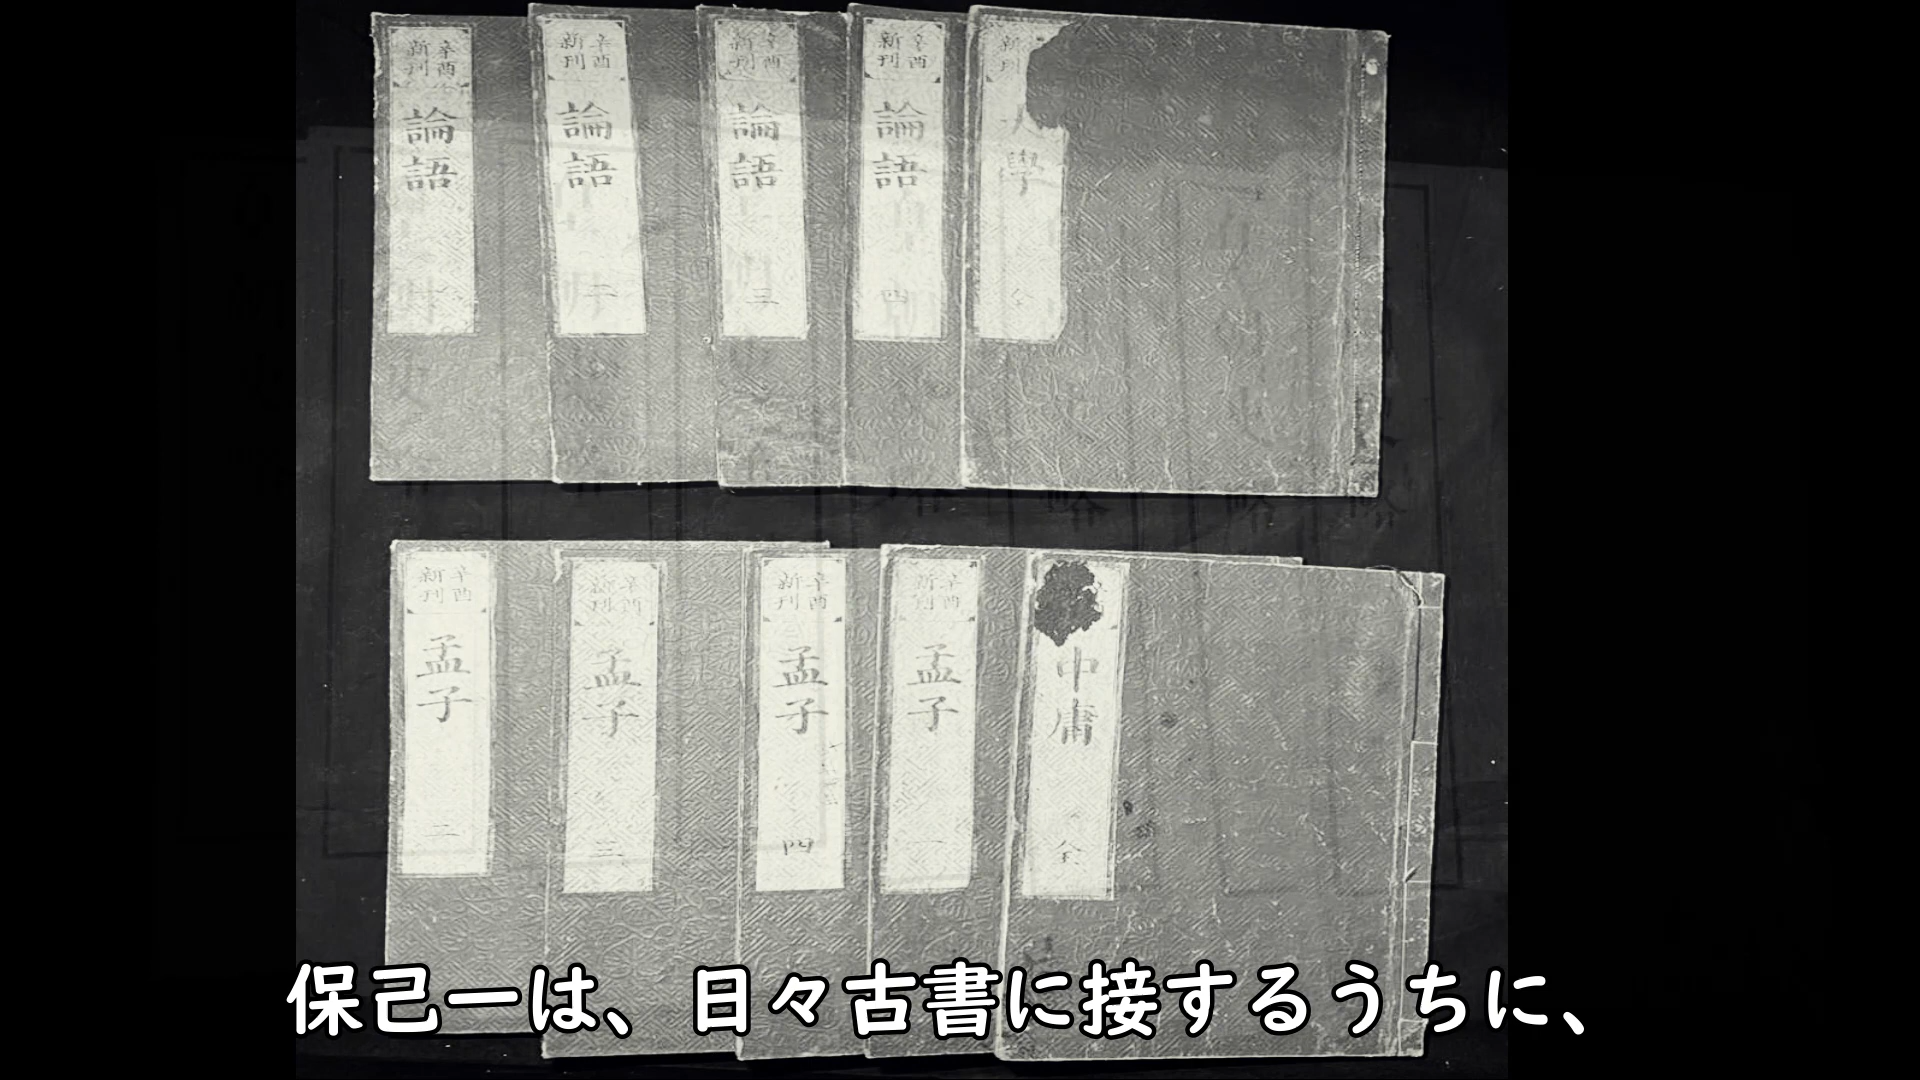 辛酉新刊
論語
辛酉新刊
論語
二
辛酉新刊
論語
三
辛酉新刊
論語
四
新刊
大學
全
辛酉新刊
孟子
二
辛酉新刊
孟子
三
辛酉新刊
孟子
四
辛酉新刊
孟子
一
中庸
全
保己一は、日々古書に接するうちに、